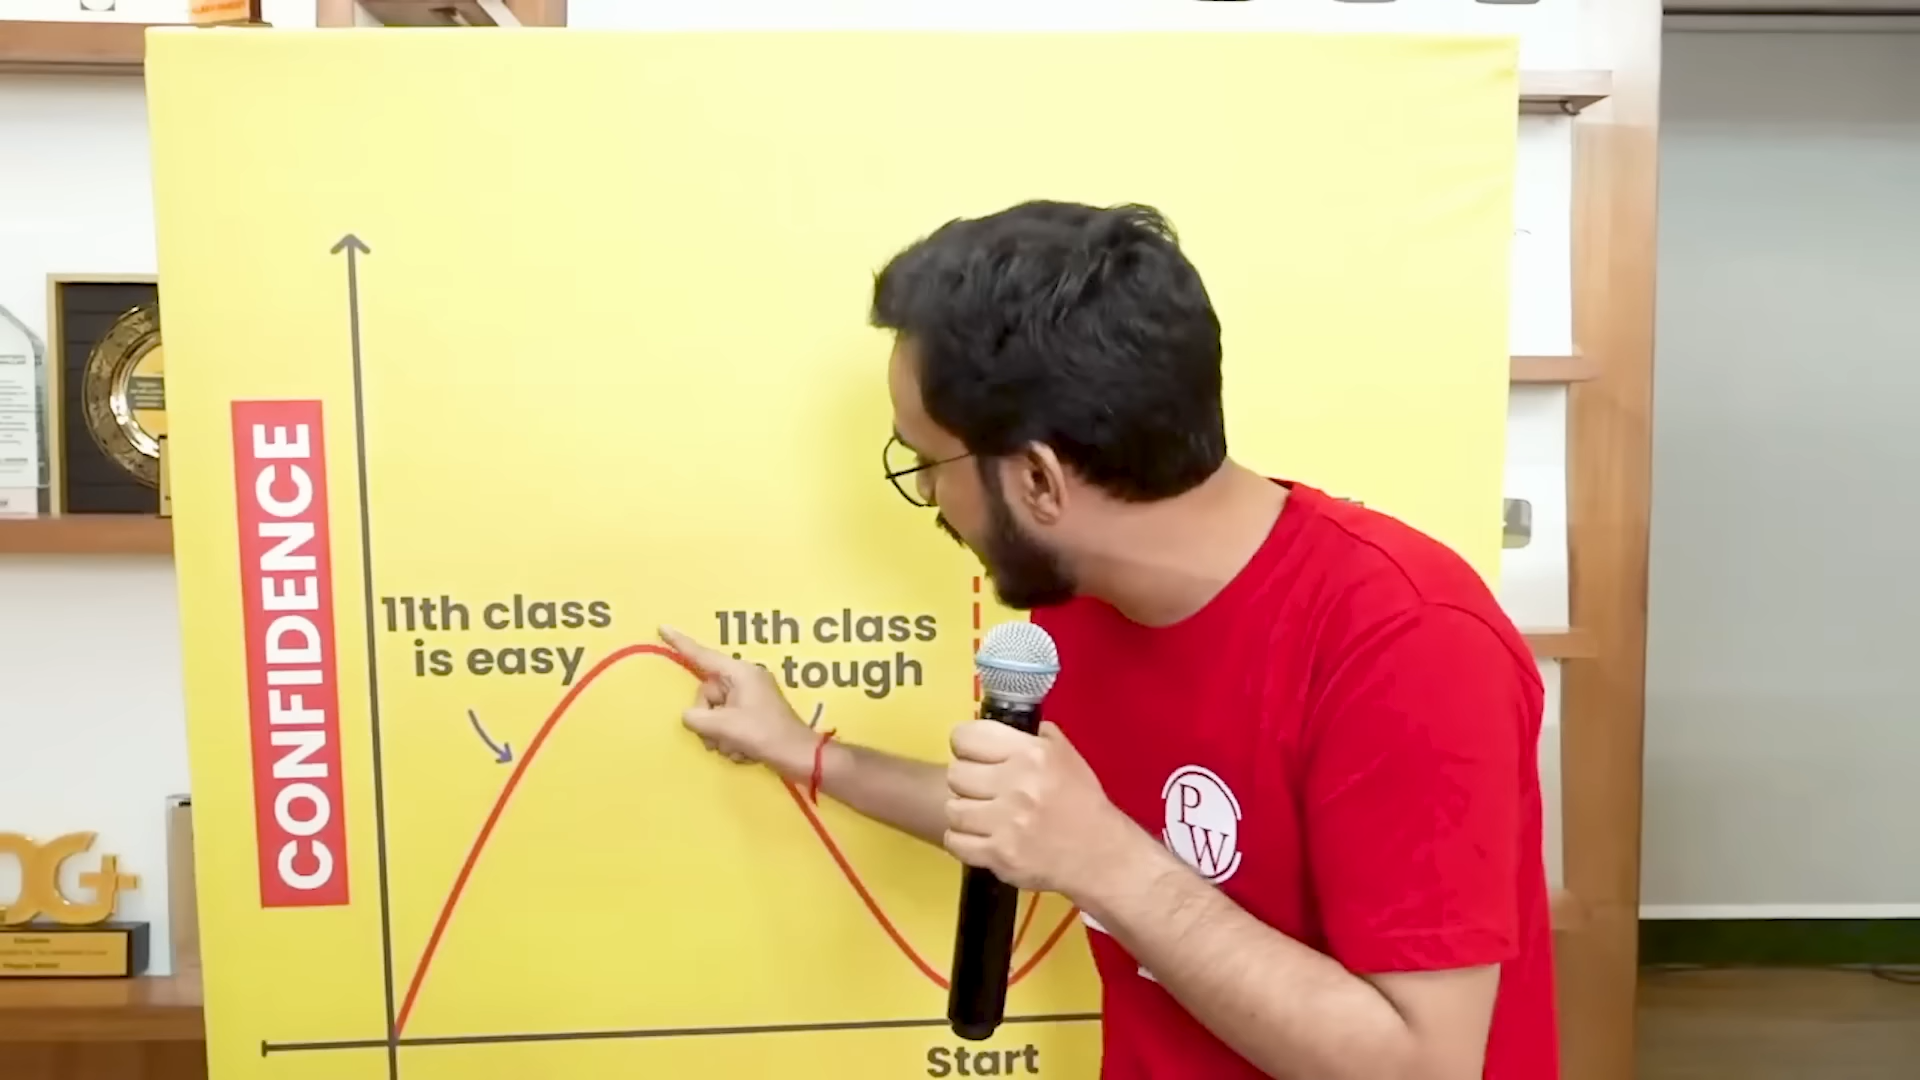 CONFIDENCE
11th class
is easy
11th class
tough
Start
PW